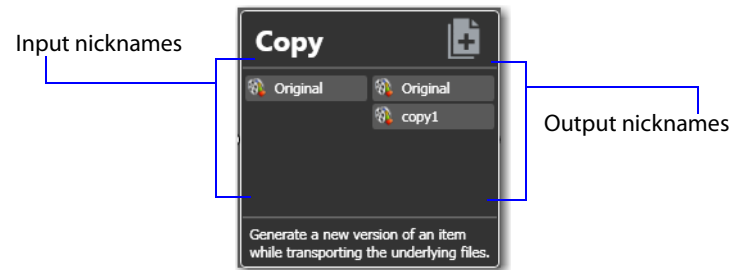 Input nicknames
Copy
Original
Original
copy1
Output nicknames
Generate a new version of an item
while transporting the underlying files.